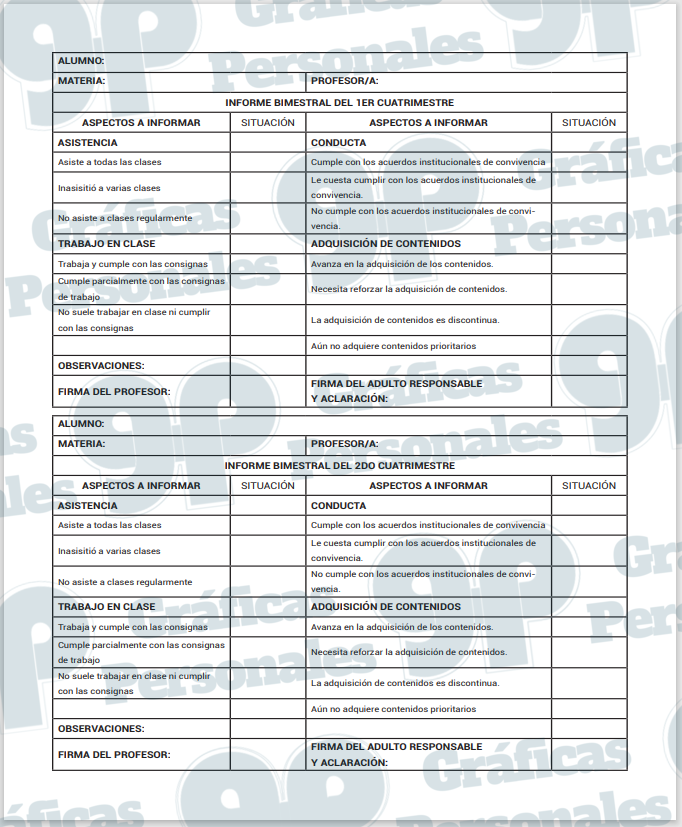 ALUMNO:
MATERIA: PROFESOR/A:
INFORME BIMESTRAL DEL 1ER CUATRIMESTRE
ASPECTOS A INFORMAR SITUACIÓN ASPECTOS A INFORMAR SITUACIÓN
ASISTENCIA CONDUCTA
Asiste a todas las clases Cumple con los acuerdos institucionales de convivencia
Inasisitió a varias clases Le cuesta cumplir con los acuerdos institucionales de
convivencia.
No asiste a clases regularmente No cumple con los acuerdos institucionales de convi-
vencia.
TRABAJO EN CLASE ADQUISICIÓN DE CONTENIDOS
Trabaja y cumple con las consignas Avanza en la adquisición de los contenidos.
Cumple parcialmente con las consignas
de trabajo Necesita reforzar la adquisición de contenidos.
No suele trabajar en clase ni cumplir
con las consignas La adquisición de contenidos es discontinua.
Aún no adquiere contenidos prioritarios
OBSERVACIONES:
FIRMA DEL PROFESOR: FIRMA DEL ADULTO RESPONSABLE
Y ACLARACIÓN:
ALUMNO:
MATERIA: PROFESOR/A:
INFORME BIMESTRAL DEL 2DO CUATRIMESTRE
ASPECTOS A INFORMAR SITUACIÓN ASPECTOS A INFORMAR SITUACIÓN
ASISTENCIA CONDUCTA
Asiste a todas las clases Cumple con los acuerdos institucionales de convivencia
Inasisitió a varias clases Le cuesta cumplir con los acuerdos institucionales de
convivencia.
No asiste a clases regularmente No cumple con los acuerdos institucionales de convi-
vencia.
TRABAJO EN CLASE ADQUISICIÓN DE CONTENIDOS
Trabaja y cumple con las consignas Avanza en la adquisición de los contenidos.
Cumple parcialmente con las consignas
de trabajo Necesita reforzar la adquisición de contenidos.
No suele trabajar en clase ni cumplir
con las consignas La adquisición de contenidos es discontinua.
Aún no adquiere contenidos prioritarios
OBSERVACIONES:
FIRMA DEL PROFESOR: FIRMA DEL ADULTO RESPONSABLE
Y ACLARACIÓN:
gp Gráficas
Personales